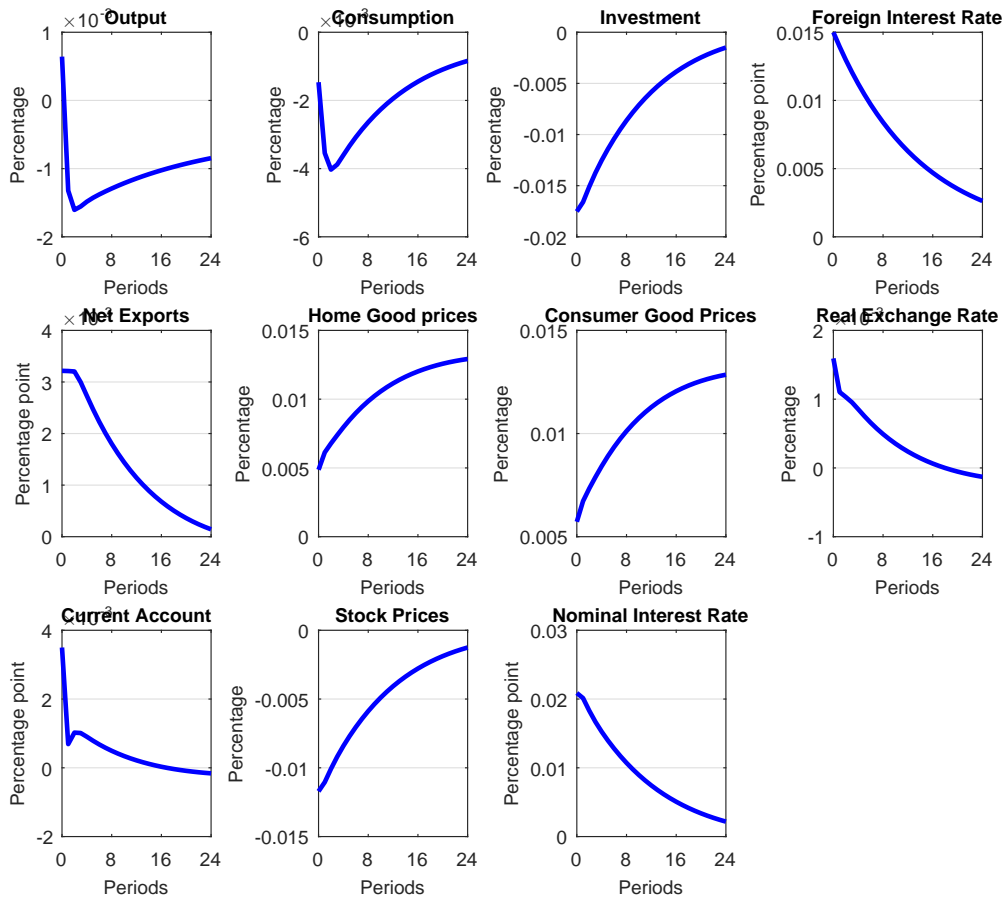 ×10-3
Output
Percentage
1
0
-1
-2
0 8 16 24
Periods
×10-3
Consumption
Percentage
0
-2
-4
-6
0 8 16 24
Periods
Investment
Percentage
0
-0.005
-0.01
-0.015
-0.02
0 8 16 24
Periods
Foreign Interest Rate
Percentage point
0.015
0.01
0.005
0
0 8 16 24
Periods
×10-3
Net Exports
Percentage point
4
3
2
1
0
0 8 16 24
Periods
Home Good prices
Percentage
0.015
0.01
0.005
0
0 8 16 24
Periods
Consumer Good Prices
Percentage
0.015
0.01
0.005
0 8 16 24
Periods
Real Exchange Rate
Percentage
2
1
0
-1
0 8 16 24
Periods
Current Account
Percentage point
4
2
0
-2
0 8 16 24
Periods
Stock Prices
Percentage
0
-0.005
-0.01
-0.015
0 8 16 24
Periods
Nominal Interest Rate
Percentage point
0.03
0.02
0.01
0
0 8 16 24
Periods